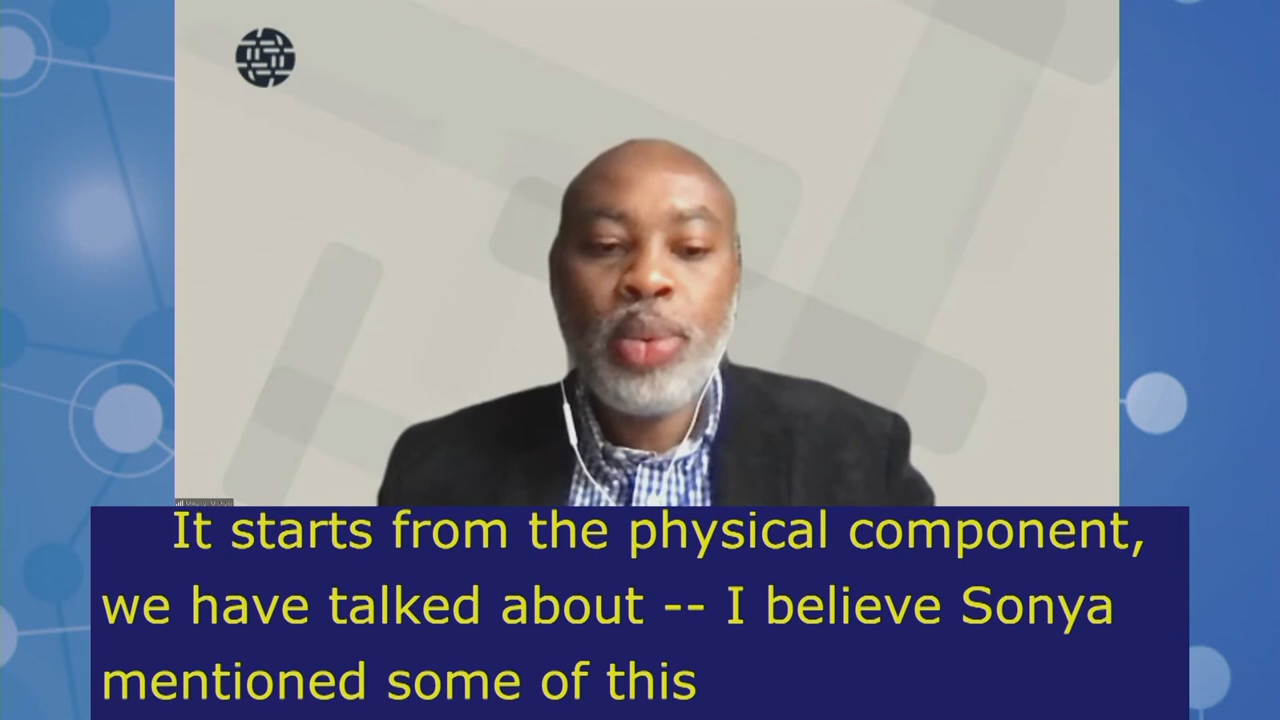 It starts from the physical component,
we have talked about -- I believe Sonya
mentioned some of this